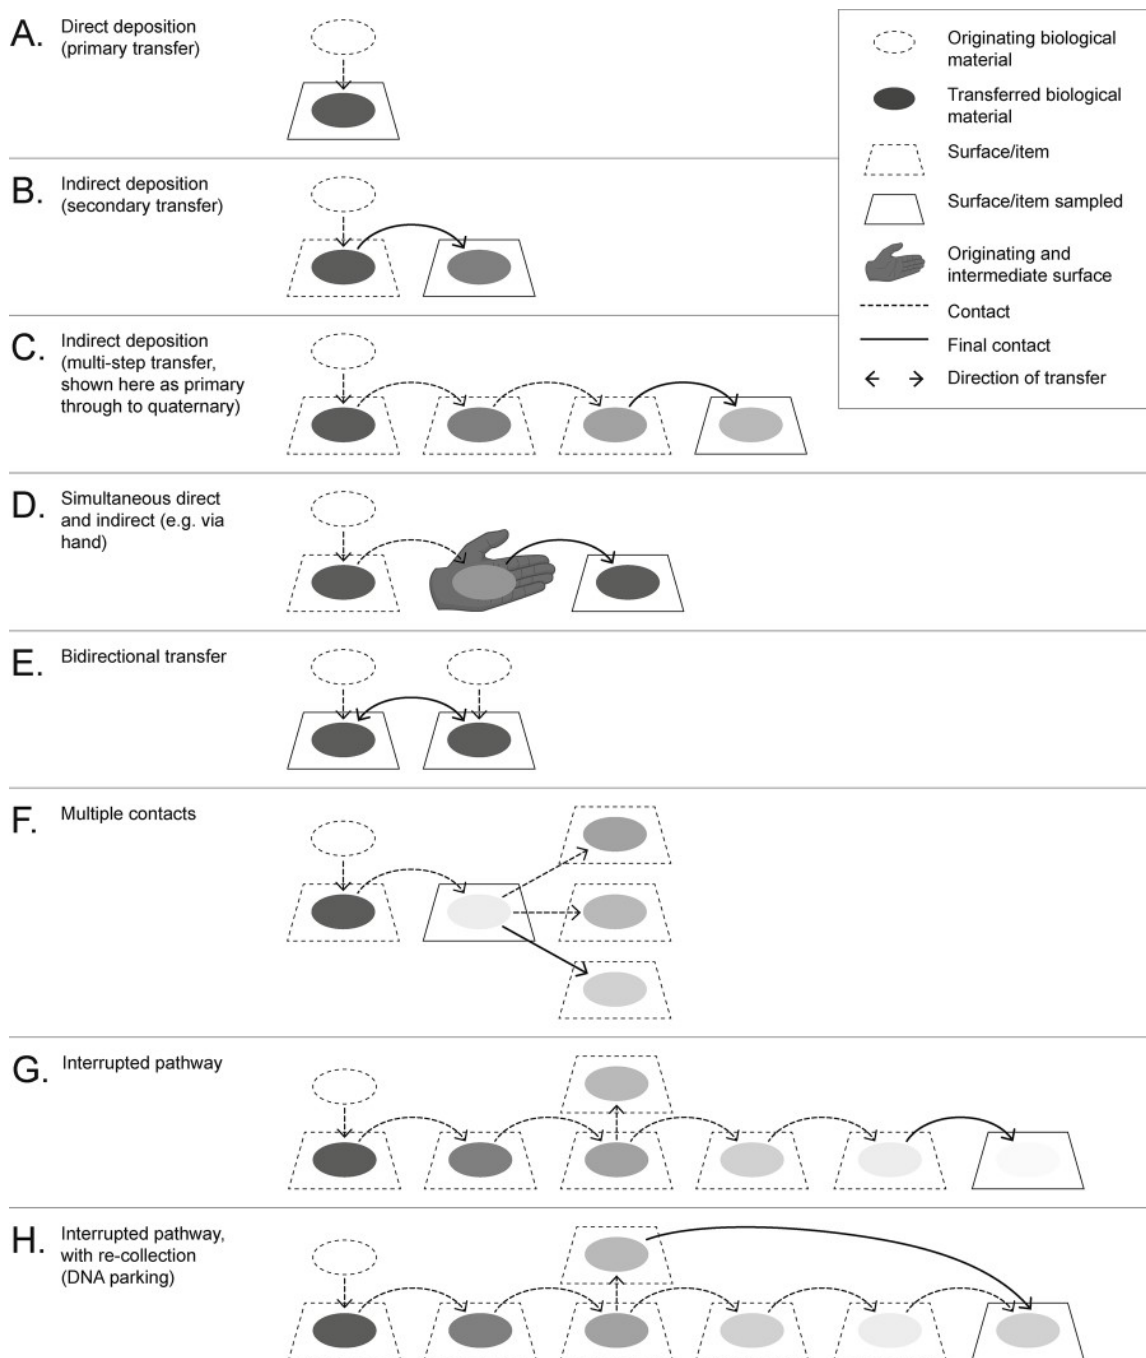 A. Direct deposition
(primary transfer)
B. Indirect deposition
(secondary transfer)
C. Indirect deposition
(multi-step transfer,
shown here as primary
through to quaternary)
D. Simultaneous direct
and indirect (e.g. via
hand)
E. Bidirectional transfer
F. Multiple contacts
G. Interrupted pathway
H. Interrupted pathway,
with re-collection
(DNA parking)
Originating biological
material
Transferred biological
material
Surface/item
Surface/item sampled
Originating and
intermediate surface
Contact
Final contact
Direction of transfer